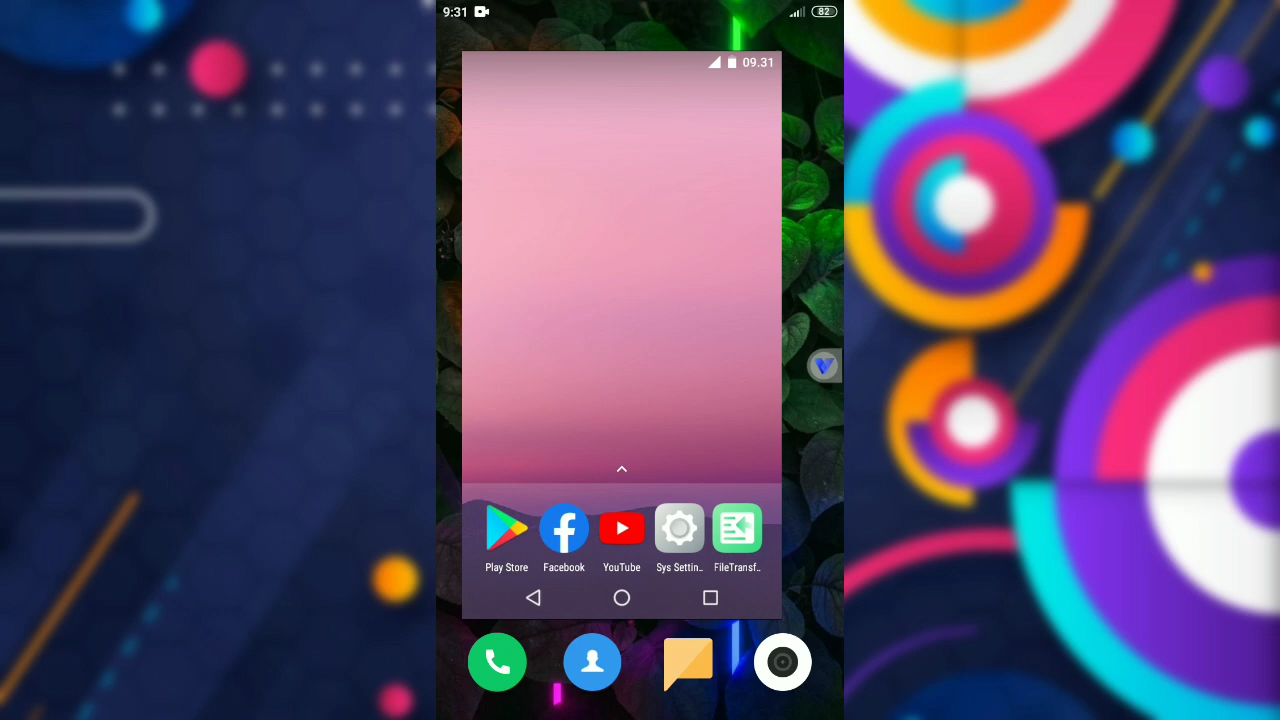 9:31
82
09.31
Play Store
Facebook
YouTube
Sys Settin..
FileTransf..